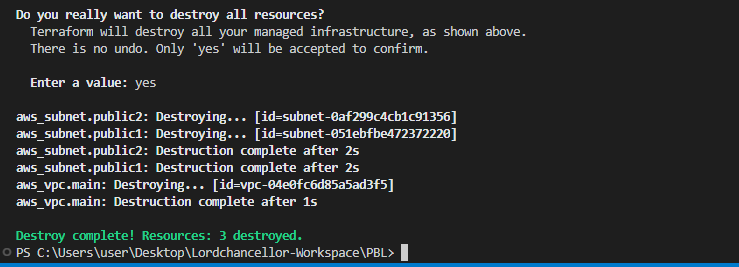 Do you really want to destroy all resources?
Terraform will destroy all your managed infrastructure, as shown above.
There is no undo. Only 'yes' will be accepted to confirm.
Enter a value: yes
aws_subnet.public2: Destroying... [id=subnet-0af299c4cb1c91356]
aws_subnet.public1: Destroying... [id=subnet-051ebfbe472372220]
aws_subnet.public2: Destruction complete after 2s
aws_subnet.public1: Destruction complete after 2s
aws_vpc.main: Destroying... [id=vpc-04e0fc6d85a5ad3f5]
aws_vpc.main: Destruction complete after 1s
Destroy complete! Resources: 3 destroyed.
PS C:\Users\user\Desktop\Lordchancellor-Workspace\PBL>